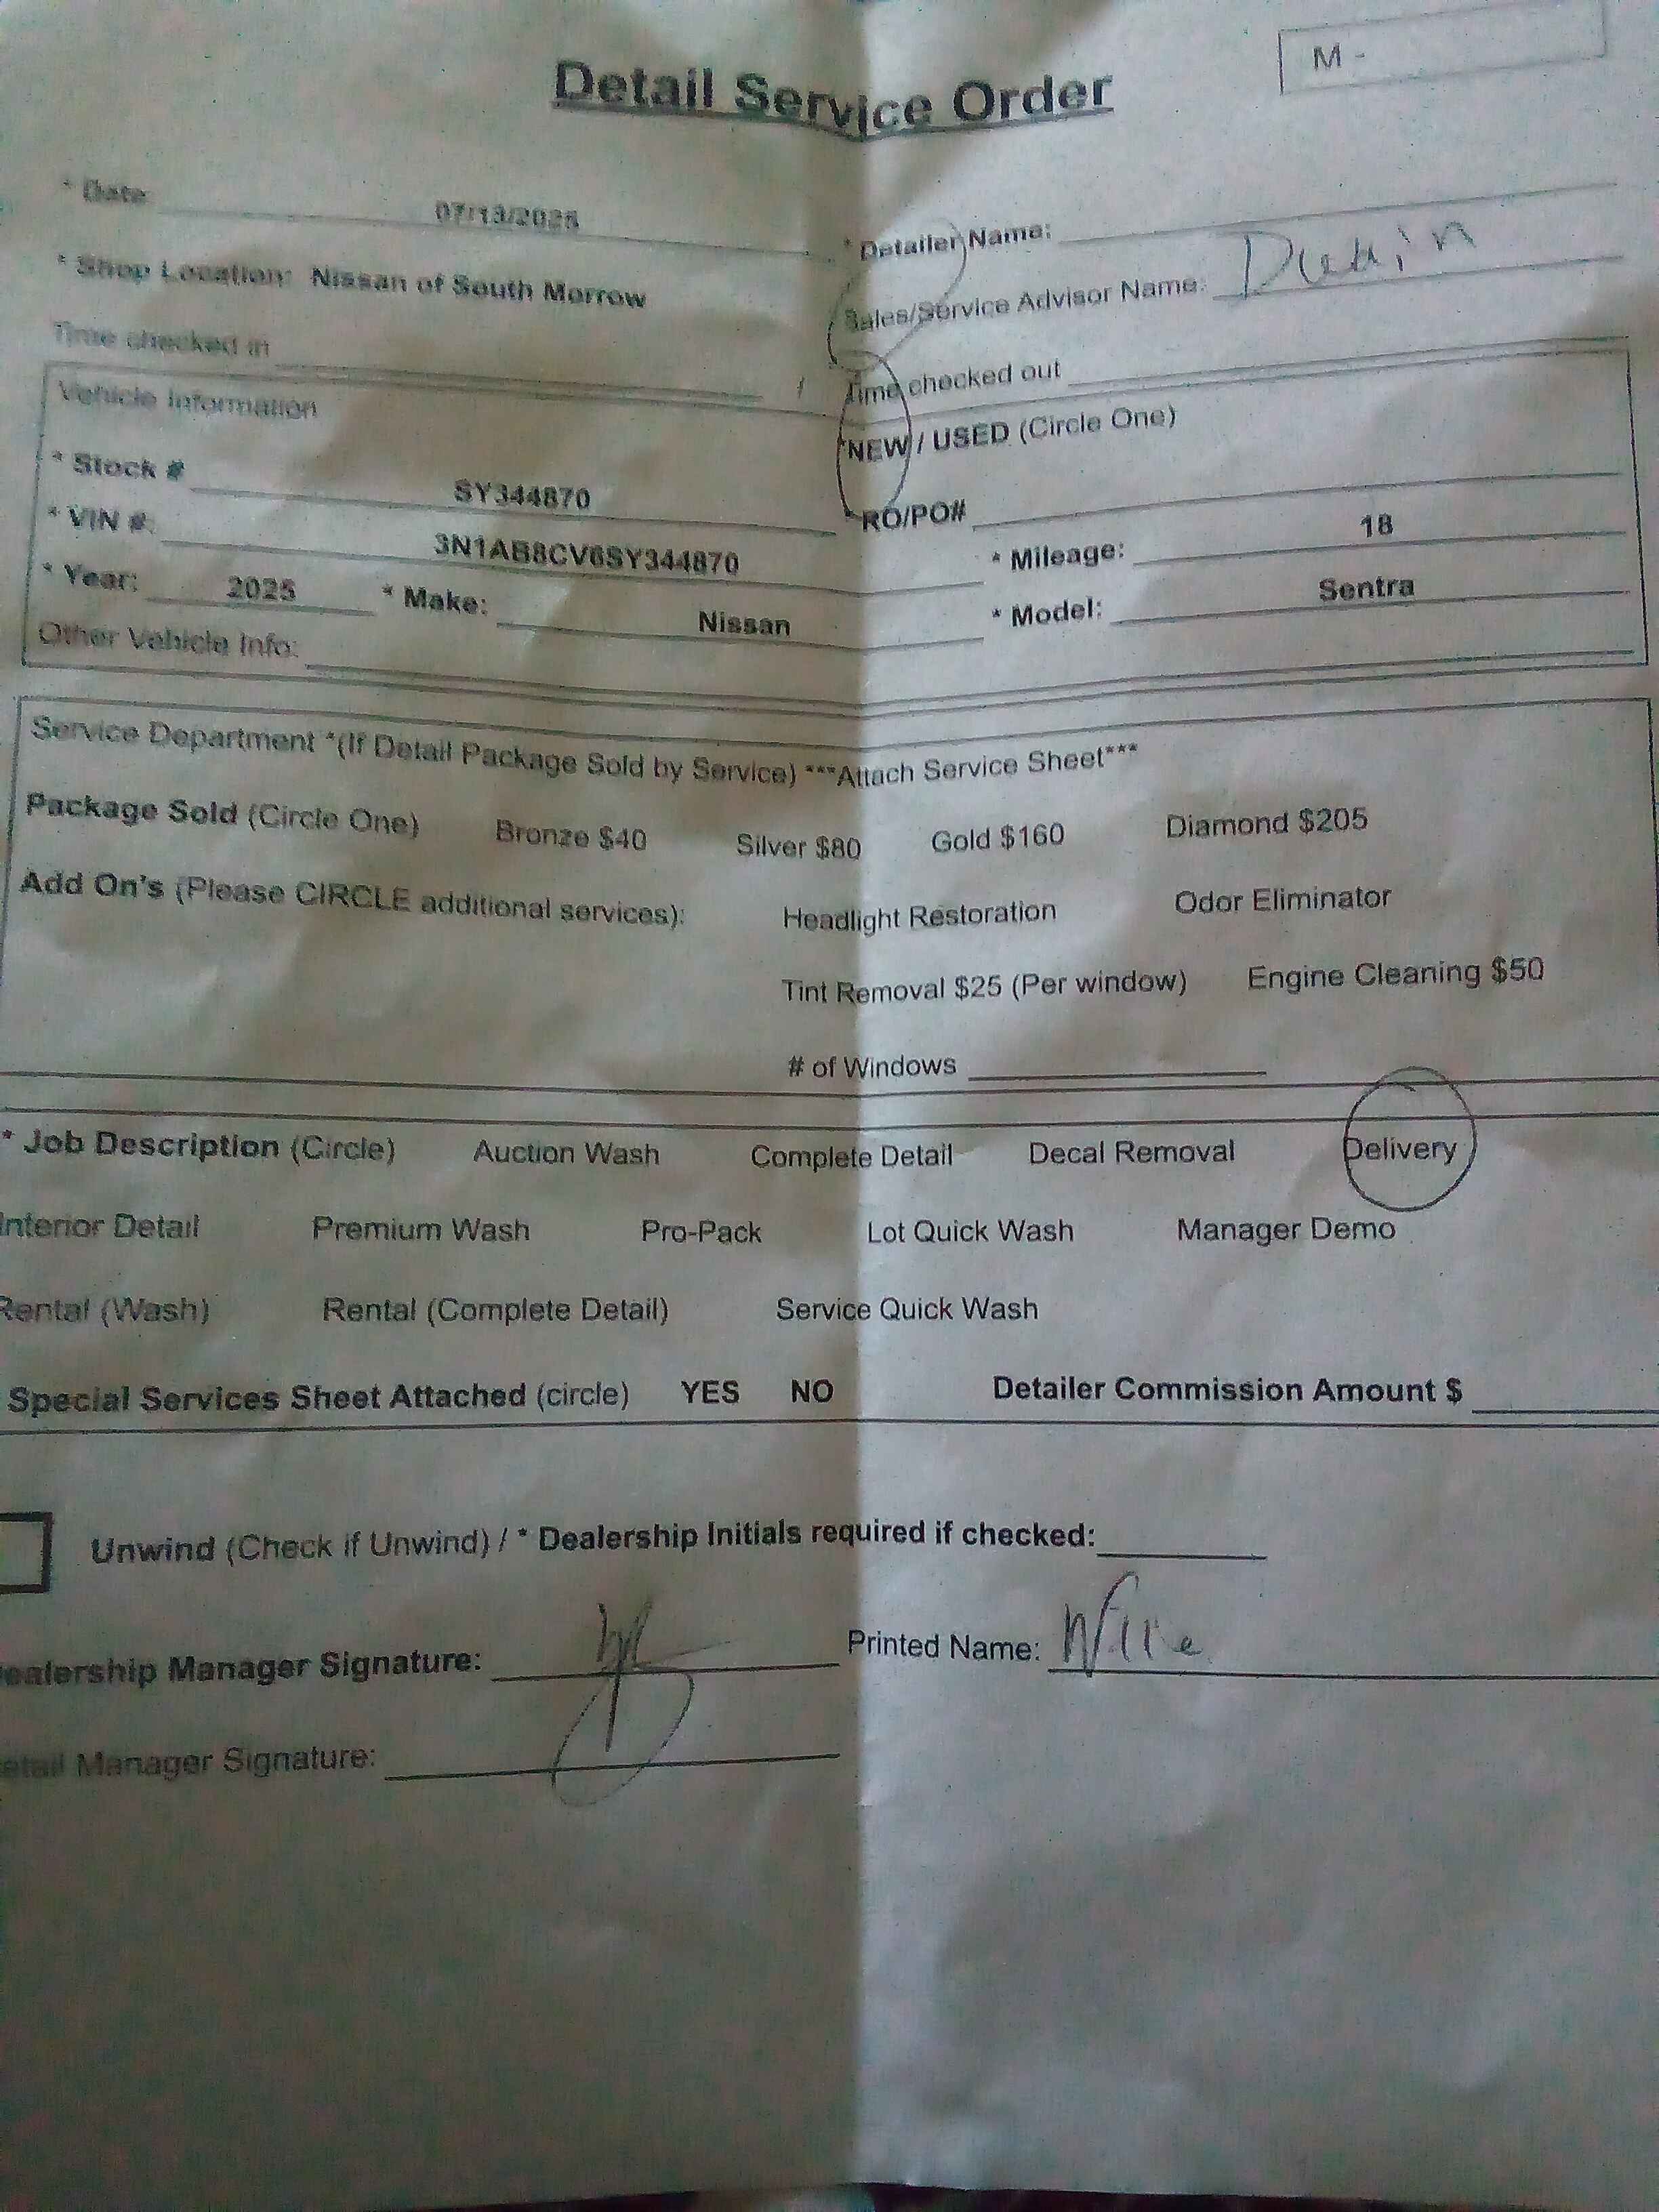 M -
Detail Service Order
* Date 07/13/2025
* Detailer Name:
* Shop Location: Nissan of South Morrow
Sales/Service Advisor Name:
Time checked in
Time checked out
Vehicle Information
*NEW / USED (Circle One)
* Stock # SY344870
*RO/PO#
* VIN #: 3N1AB8CV6SY344870
* Mileage: 18
* Year: 2025 * Make: Nissan * Model: Sentra
Other Vehicle Info:
Service Department *(If Detail Package Sold by Service) ***Attach Service Sheet***
Package Sold (Circle One) Bronze $40 Silver $80 Gold $160 Diamond $205
Add On's (Please CIRCLE additional services): Headlight Restoration Odor Eliminator
Tint Removal $25 (Per window) Engine Cleaning $50
# of Windows
* Job Description (Circle) Auction Wash Complete Detail Decal Removal Delivery
Interior Detail Premium Wash Pro-Pack Lot Quick Wash Manager Demo
Rental (Wash) Rental (Complete Detail) Service Quick Wash
Special Services Sheet Attached (circle) YES NO Detailer Commission Amount $
Unwind (Check if Unwind) / * Dealership Initials required if checked:
ealership Manager Signature: Printed Name:
etail Manager Signature: